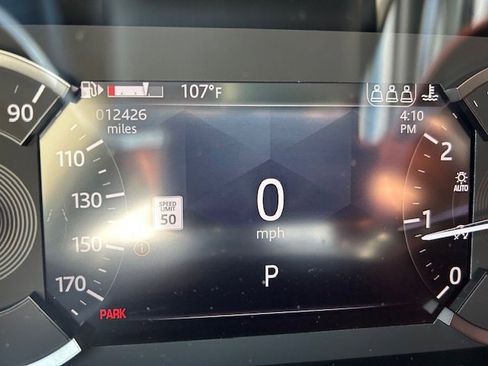 107°F
012426
miles
4:10
PM
90
110
130
150
170
SPEED
LIMIT
50
0
mph
P
PARK
2
1
0
AUTO